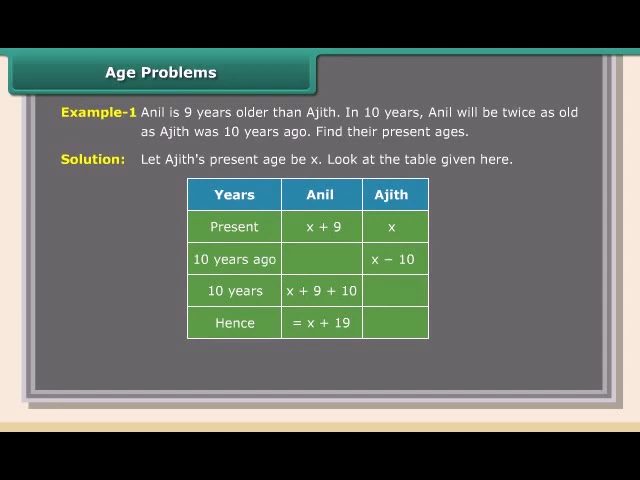 Age Problems
Example-1 Anil is 9 years older than Ajith. In 10 years, Anil will be twice as old
as Ajith was 10 years ago. Find their present ages.
Solution: Let Ajith's present age be x. Look at the table given here.
Years Anil Ajith
Present x + 9 x
10 years ago x − 10
10 years x + 9 + 10
Hence = x + 19